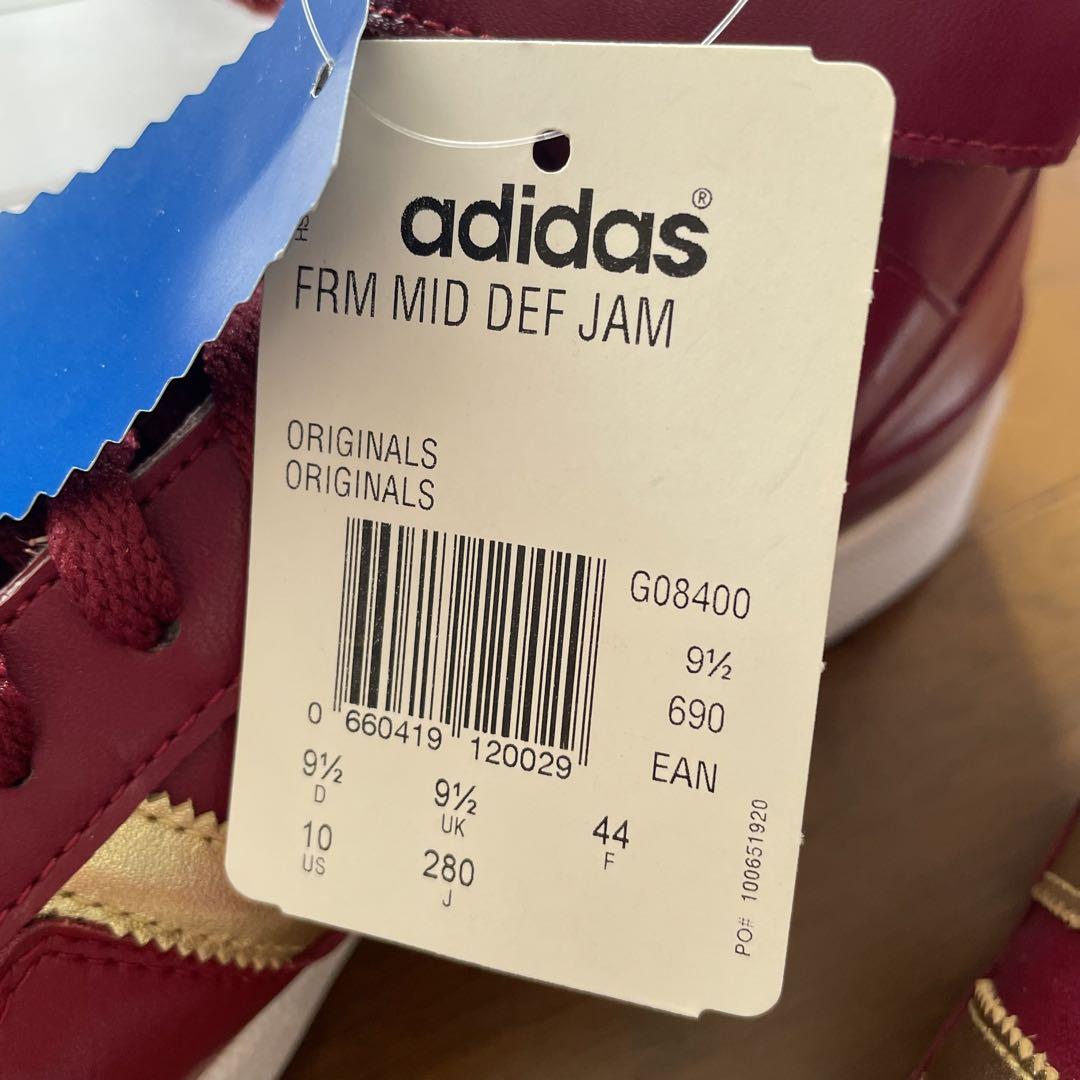 adidas®
FRM MID DEF JAM
ORIGINALS
ORIGINALS
G08400
9½
690
EAN
0 660419 120029
9½
D
9½
UK
44
F
10
US
280
J
PO# 100651920